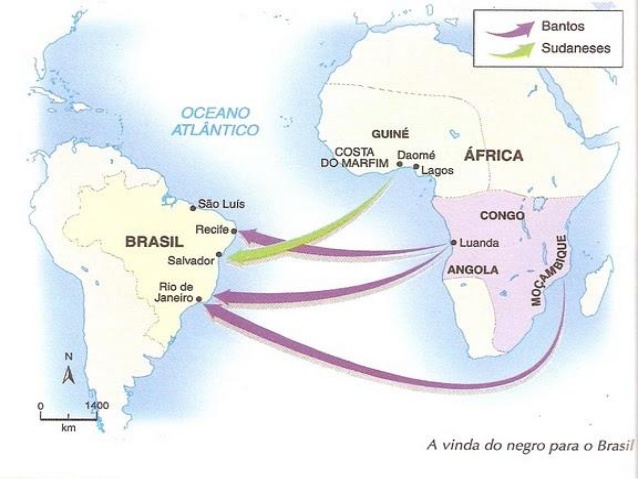 Bantos
Sudaneses
OCEANO
ATLÂNTICO
GUINÉ
COSTA
DO MARFIM
Daomé
Lagos
ÁFRICA
São Luís
Recife
BRASIL
Salvador
Rio de
Janeiro
CONGO
Luanda
ANGOLA
MOÇAMBIQUE
N
0 1400
km
A vinda do negro para o Brasil